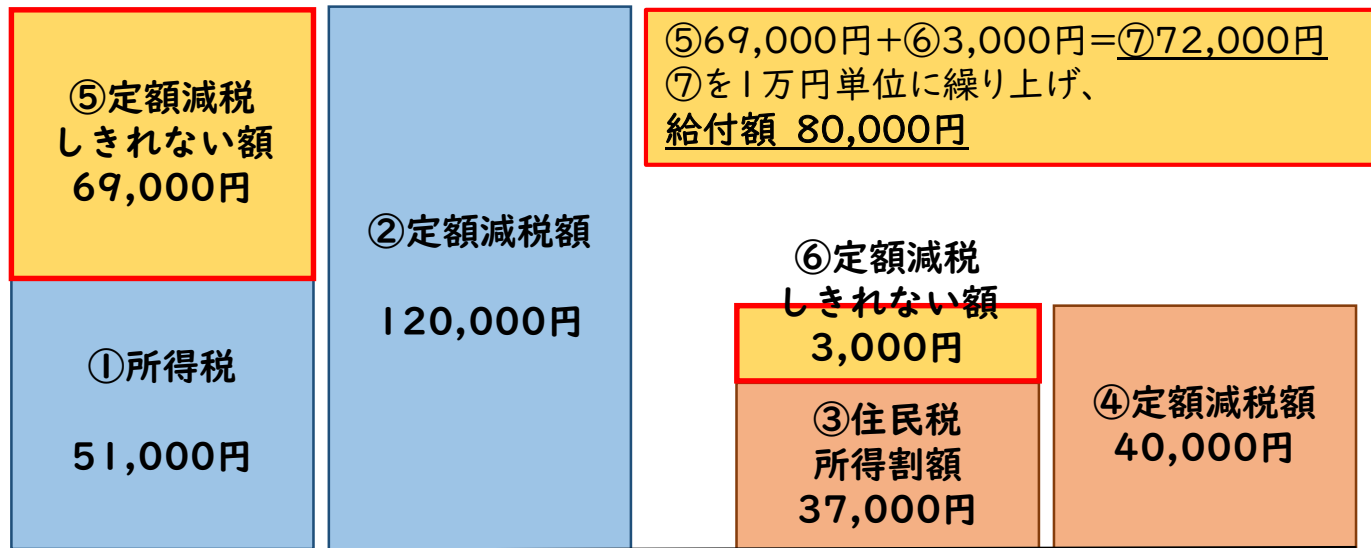 ⑤定額減税
しきれない額
69,000円
①所得税
51,000円
②定額減税額
120,000円
⑤69,000円+⑥3,000円=⑦72,000円
⑦を1万円単位に繰り上げ、
給付額 80,000円
⑥定額減税
しきれない額
3,000円
③住民税
所得割額
37,000円
④定額減税額
40,000円